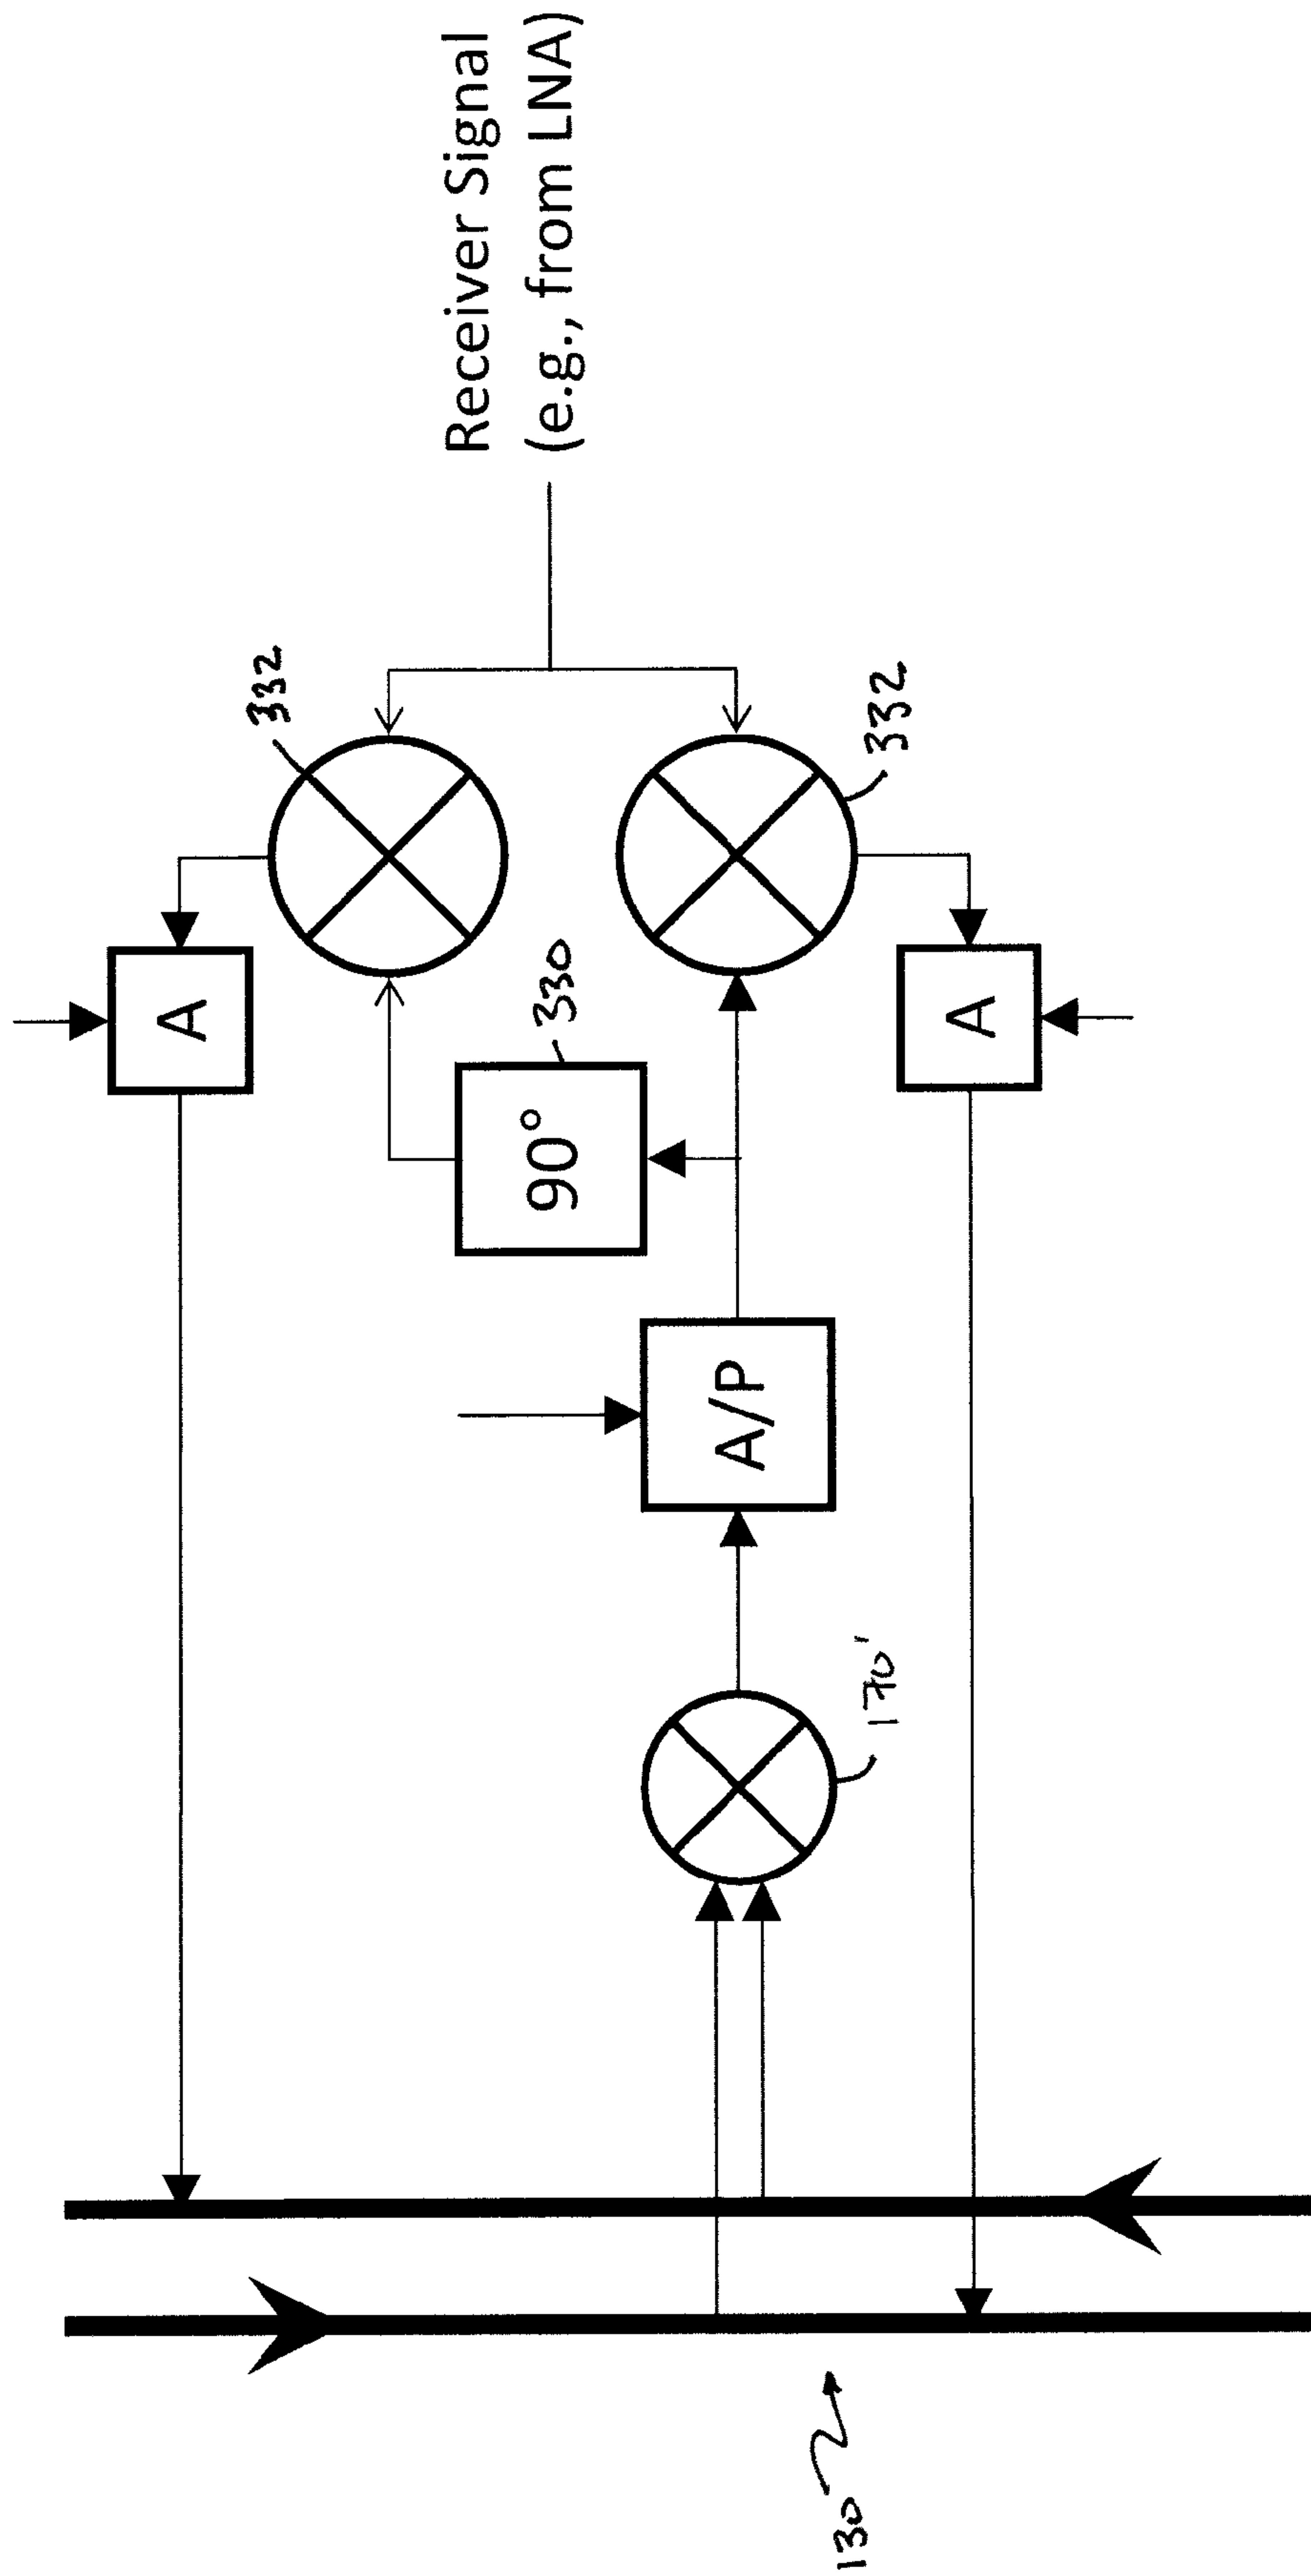 Receiver Signal
(e.g., from LNA)
332
332
A
A
330
90°
A/P
170'
130